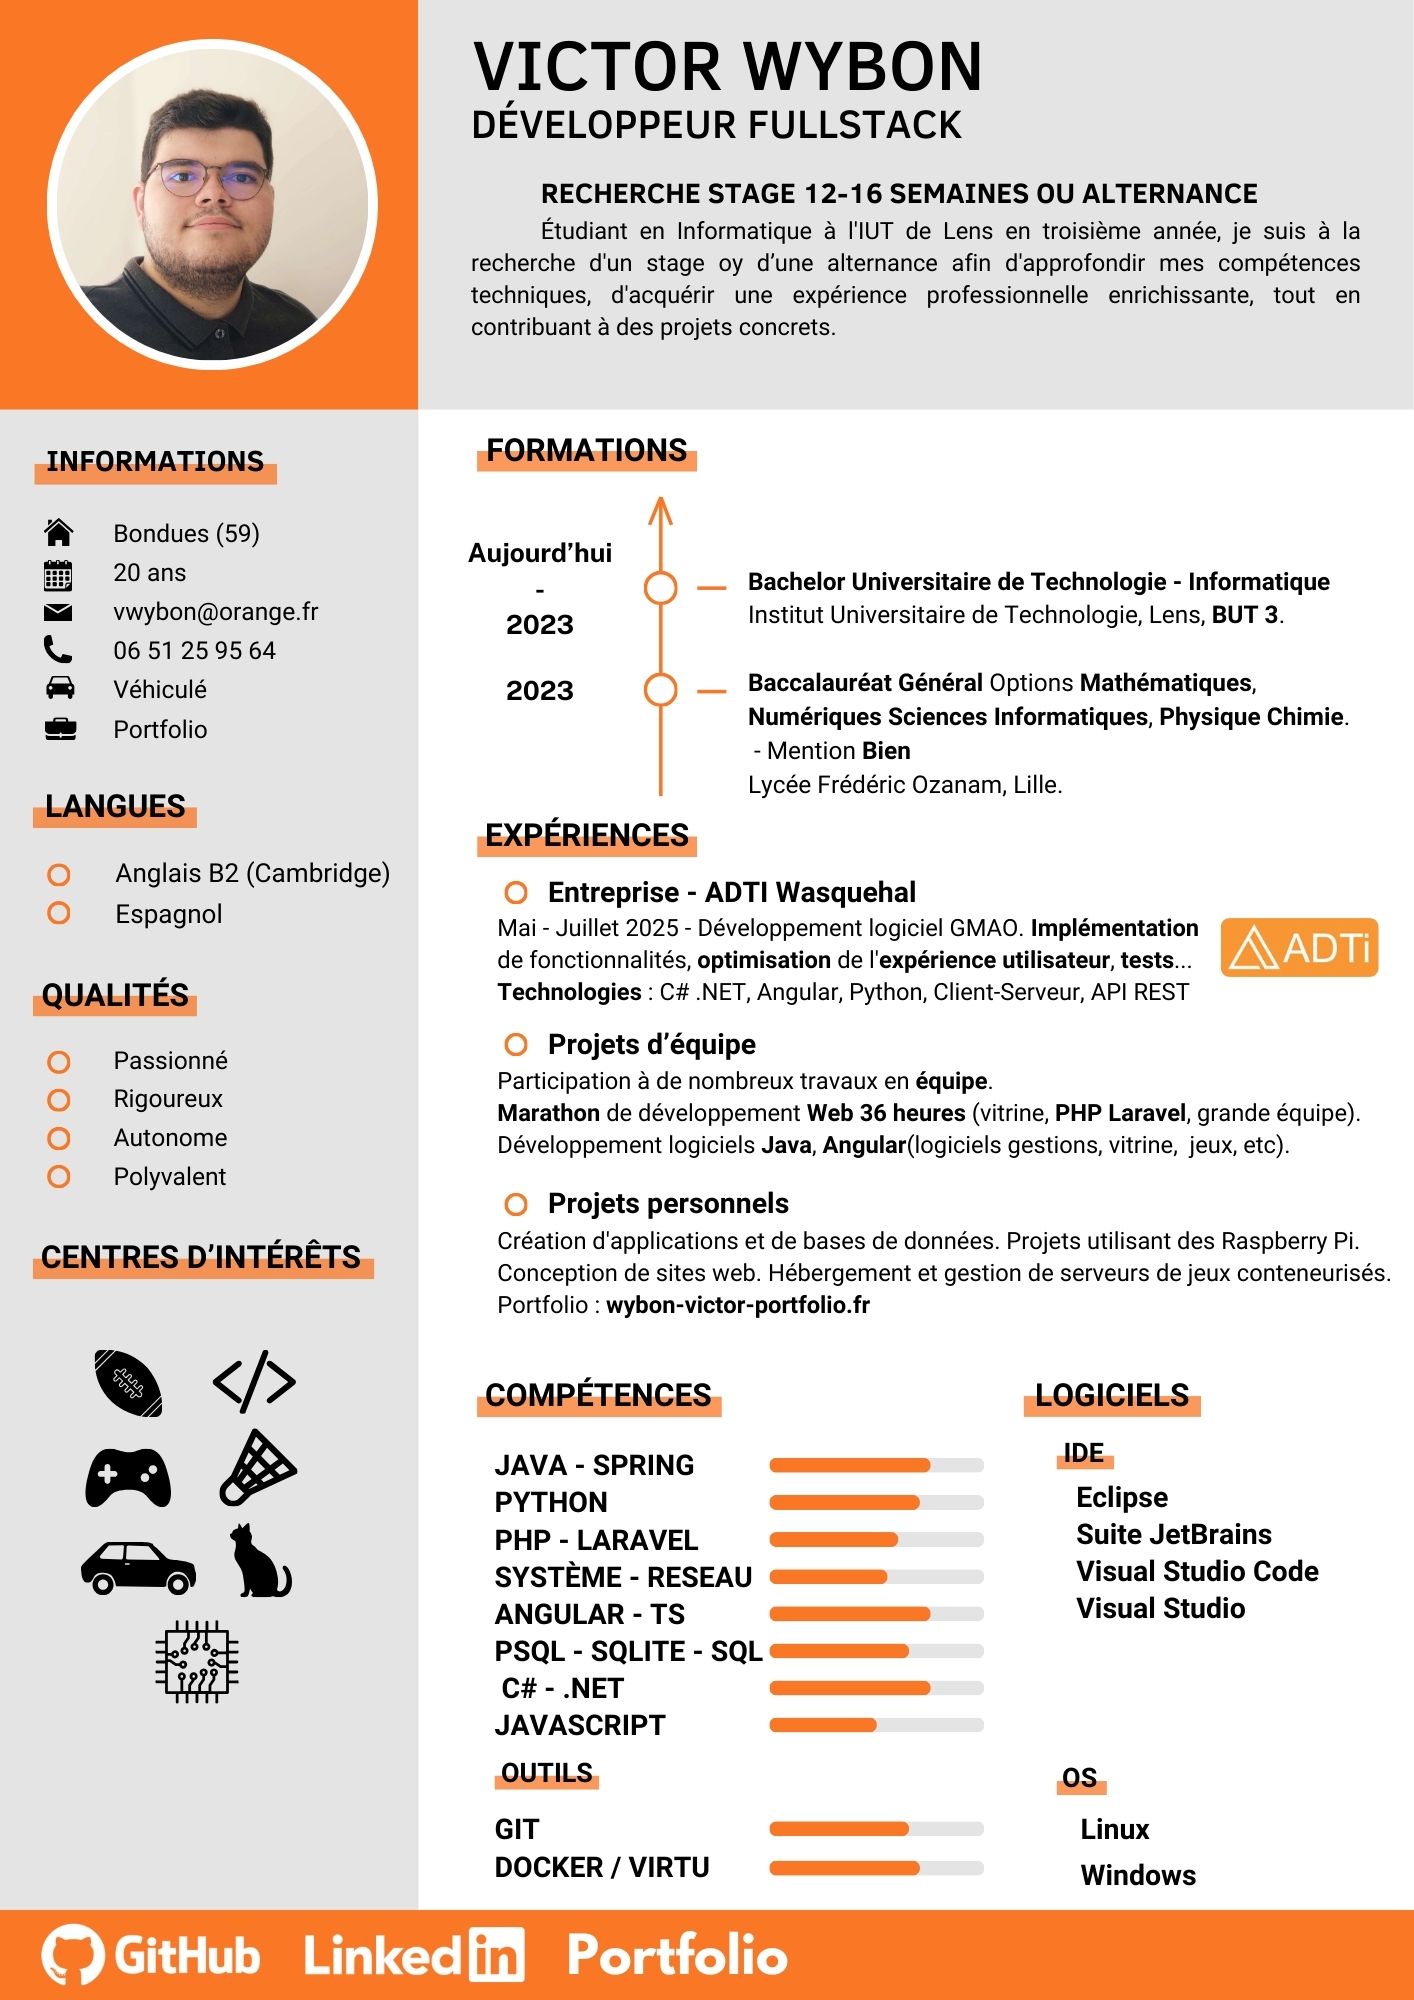 VICTOR WYBON
DÉVELOPPEUR FULLSTACK
RECHERCHE STAGE 12-16 SEMAINES OU ALTERNANCE
Étudiant en Informatique à l'IUT de Lens en troisième année, je suis à la
recherche d'un stage oy d’une alternance afin d'approfondir mes compétences
techniques, d'acquérir une expérience professionnelle enrichissante, tout en
contribuant à des projets concrets.
INFORMATIONS
Bondues (59)
20 ans
vwybon@orange.fr
06 51 25 95 64
Véhiculé
Portfolio
LANGUES
Anglais B2 (Cambridge)
Espagnol
QUALITÉS
Passionné
Rigoureux
Autonome
Polyvalent
CENTRES D’INTÉRÊTS
FORMATIONS
Aujourd’hui
-
2023
Bachelor Universitaire de Technologie - Informatique
Institut Universitaire de Technologie, Lens, BUT 3.
2023
Baccalauréat Général Options Mathématiques,
Numériques Sciences Informatiques, Physique Chimie.
- Mention Bien
Lycée Frédéric Ozanam, Lille.
EXPÉRIENCES
Entreprise - ADTI Wasquehal
Mai - Juillet 2025 - Développement logiciel GMAO. Implémentation
de fonctionnalités, optimisation de l'expérience utilisateur, tests...
Technologies : C# .NET, Angular, Python, Client-Serveur, API REST
ADTi
Projets d’équipe
Participation à de nombreux travaux en équipe.
Marathon de développement Web 36 heures (vitrine, PHP Laravel, grande équipe).
Développement logiciels Java, Angular(logiciels gestions, vitrine, jeux, etc).
Projets personnels
Création d'applications et de bases de données. Projets utilisant des Raspberry Pi.
Conception de sites web. Hébergement et gestion de serveurs de jeux conteneurisés.
Portfolio : wybon-victor-portfolio.fr
COMPÉTENCES
JAVA - SPRING
PYTHON
PHP - LARAVEL
SYSTÈME - RESEAU
ANGULAR - TS
PSQL - SQLITE - SQL
C# - .NET
JAVASCRIPT
OUTILS
GIT
DOCKER / VIRTU
LOGICIELS
IDE
Eclipse
Suite JetBrains
Visual Studio Code
Visual Studio
OS
Linux
Windows
GitHub
Linkedin
Portfolio